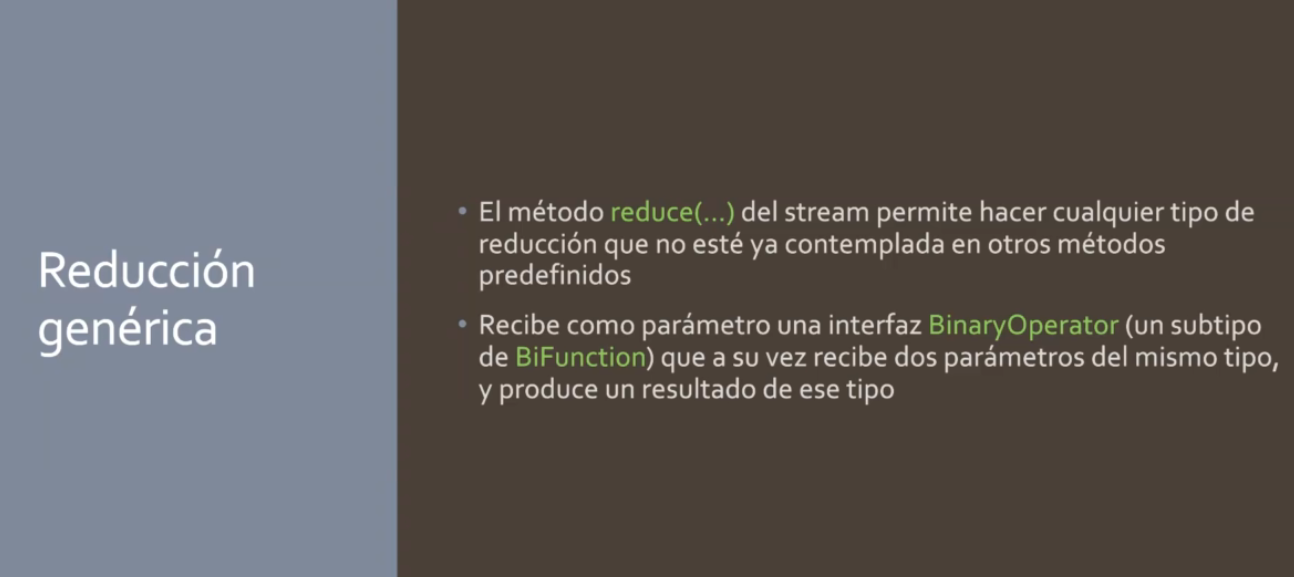 Reducción
genérica
• El método reduce(...) del stream permite hacer cualquier tipo de
reducción que no esté ya contemplada en otros métodos
predefinidos
• Recibe como parámetro una interfaz BinaryOperator (un subtipo
de BiFunction) que a su vez recibe dos parámetros del mismo tipo,
y produce un resultado de ese tipo